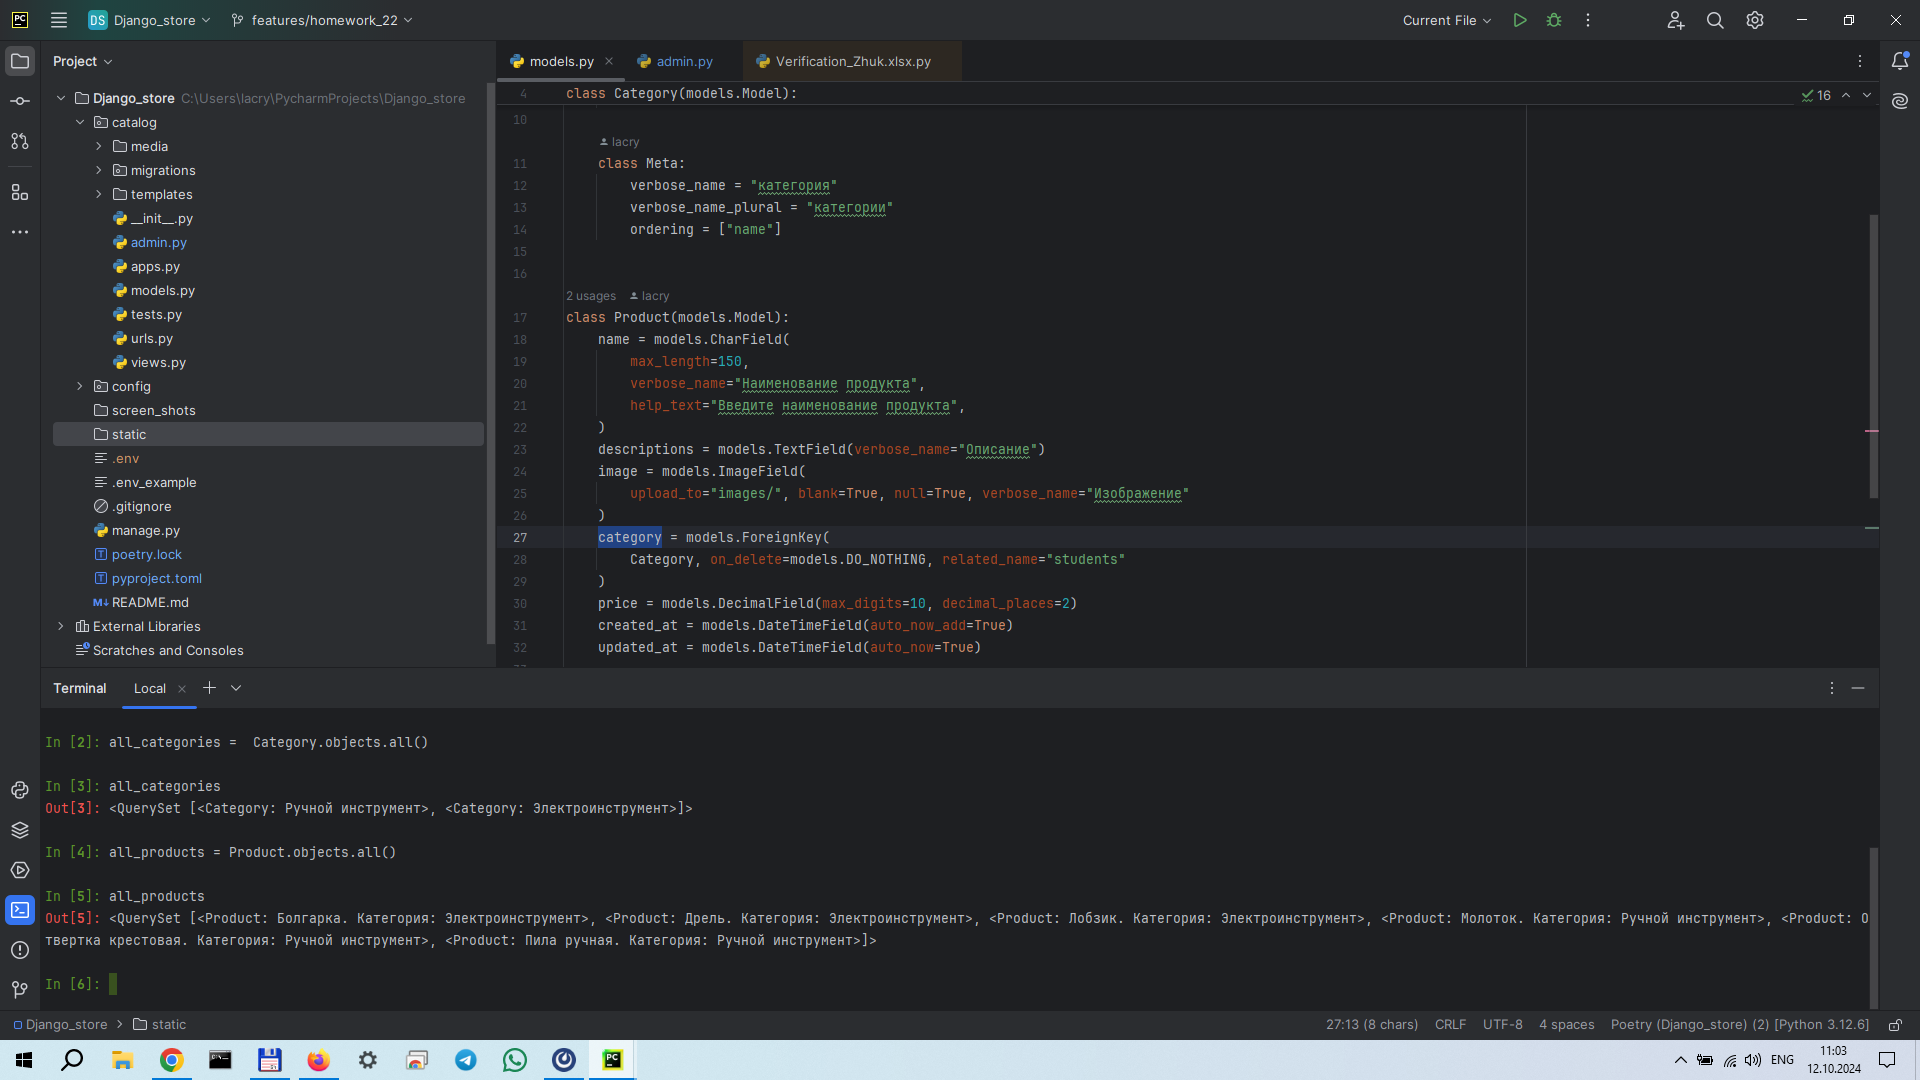 DS Django_store features/homework_22 Current File
Project
models.py admin.py Verification_Zhuk.xlsx.py
Django_store C:\Users\lacry\PycharmProjects\Django_store
catalog
media
migrations
templates
__init__.py
admin.py
apps.py
models.py
tests.py
urls.py
views.py
config
screen_shots
static
.env
.env_example
.gitignore
manage.py
poetry.lock
pyproject.toml
README.md
External Libraries
Scratches and Consoles
4 class Category(models.Model):
16
10
lacry
11 class Meta:
12 verbose_name = "категория"
13 verbose_name_plural = "категории"
14 ordering = ["name"]
15
16
2 usages lacry
17 class Product(models.Model):
18 name = models.CharField(
19 max_length=150,
20 verbose_name="Наименование продукта",
21 help_text="Введите наименование продукта",
22 )
23 descriptions = models.TextField(verbose_name="Описание")
24 image = models.ImageField(
25 upload_to="images/", blank=True, null=True, verbose_name="Изображение"
26 )
27 category = models.ForeignKey(
28 Category, on_delete=models.DO_NOTHING, related_name="students"
29 )
30 price = models.DecimalField(max_digits=10, decimal_places=2)
31 created_at = models.DateTimeField(auto_now_add=True)
32 updated_at = models.DateTimeField(auto_now=True)
Terminal Local
In [2]: all_categories =  Category.objects.all()
In [3]: all_categories
Out[3]: <QuerySet [<Category: Ручной инструмент>, <Category: Электроинструмент>]>
In [4]: all_products = Product.objects.all()
In [5]: all_products
Out[5]: <QuerySet [<Product: Болгарка. Категория: Электроинструмент>, <Product: Дрель. Категория: Электроинструмент>, <Product: Лобзик. Категория: Электроинструмент>, <Product: Молоток. Категория: Ручной инструмент>, <Product: О
твертка крестовая. Категория: Ручной инструмент>, <Product: Пила ручная. Категория: Ручной инструмент>]>
In [6]:
Django_store > static 27:13 (8 chars) CRLF UTF-8 4 spaces Poetry (Django_store) (2) [Python 3.12.6]
ENG 11:03
12.10.2024